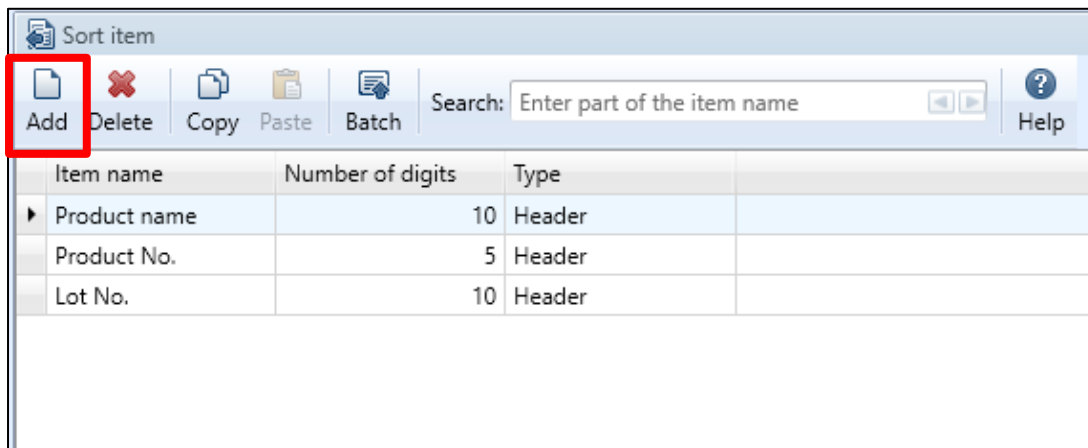 Sort item
Add Delete Copy Paste Batch Search: Enter part of the item name Help
Item name Number of digits Type
Product name 10 Header
Product No. 5 Header
Lot No. 10 Header